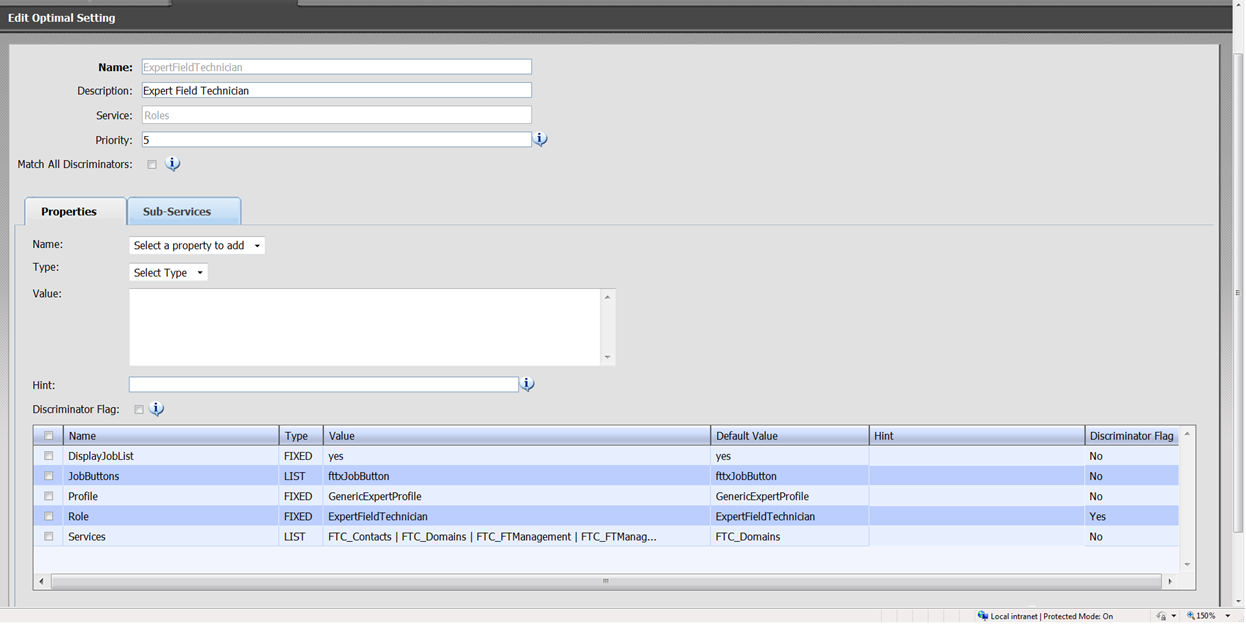 Edit Optimal Setting
Name: ExpertFieldTechnician
Description: Expert Field Technician
Service: Roles
Priority: 5
Match All Discriminators:
Properties Sub-Services
Name: Select a property to add
Type: Select Type
Value:
Hint:
Discriminator Flag:
Name Type Value Default Value Hint Discriminator Flag
DisplayJobList FIXED yes yes No
JobButtons LIST fttxJobButton fttxJobButton No
Profile FIXED GenericExpertProfile GenericExpertProfile No
Role FIXED ExpertFieldTechnician ExpertFieldTechnician Yes
Services LIST FTC_Contacts | FTC_Domains | FTC_FTManagement | FTC_FTManag... FTC_Domains No
Local intranet | Protected Mode: On 150%